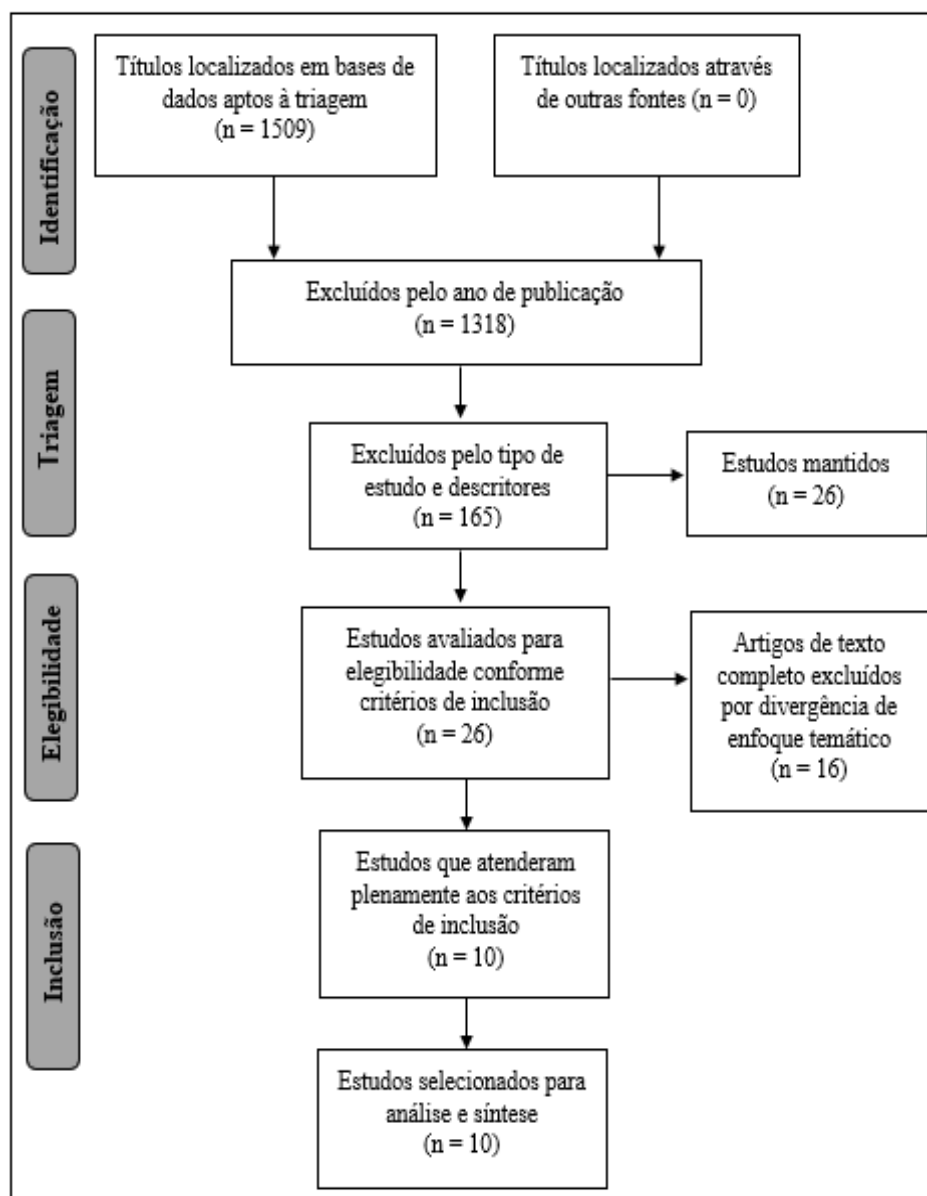 Identificação
Títulos localizados em bases de
dados aptos à triagem
(n = 1509)
Títulos localizados através
de outras fontes (n = 0)
Excluídos pelo ano de publicação
(n = 1318)
Triagem
Excluídos pelo tipo de
estudo e descritores
(n = 165)
Estudos mantidos
(n = 26)
Elegibilidade
Estudos avaliados para
elegibilidade conforme
critérios de inclusão
(n = 26)
Artigos de texto
completo excluídos
por divergência de
enfoque temático
(n = 16)
Inclusão
Estudos que atenderam
plenamente aos critérios
de inclusão
(n = 10)
Estudos selecionados para
análise e síntese
(n = 10)